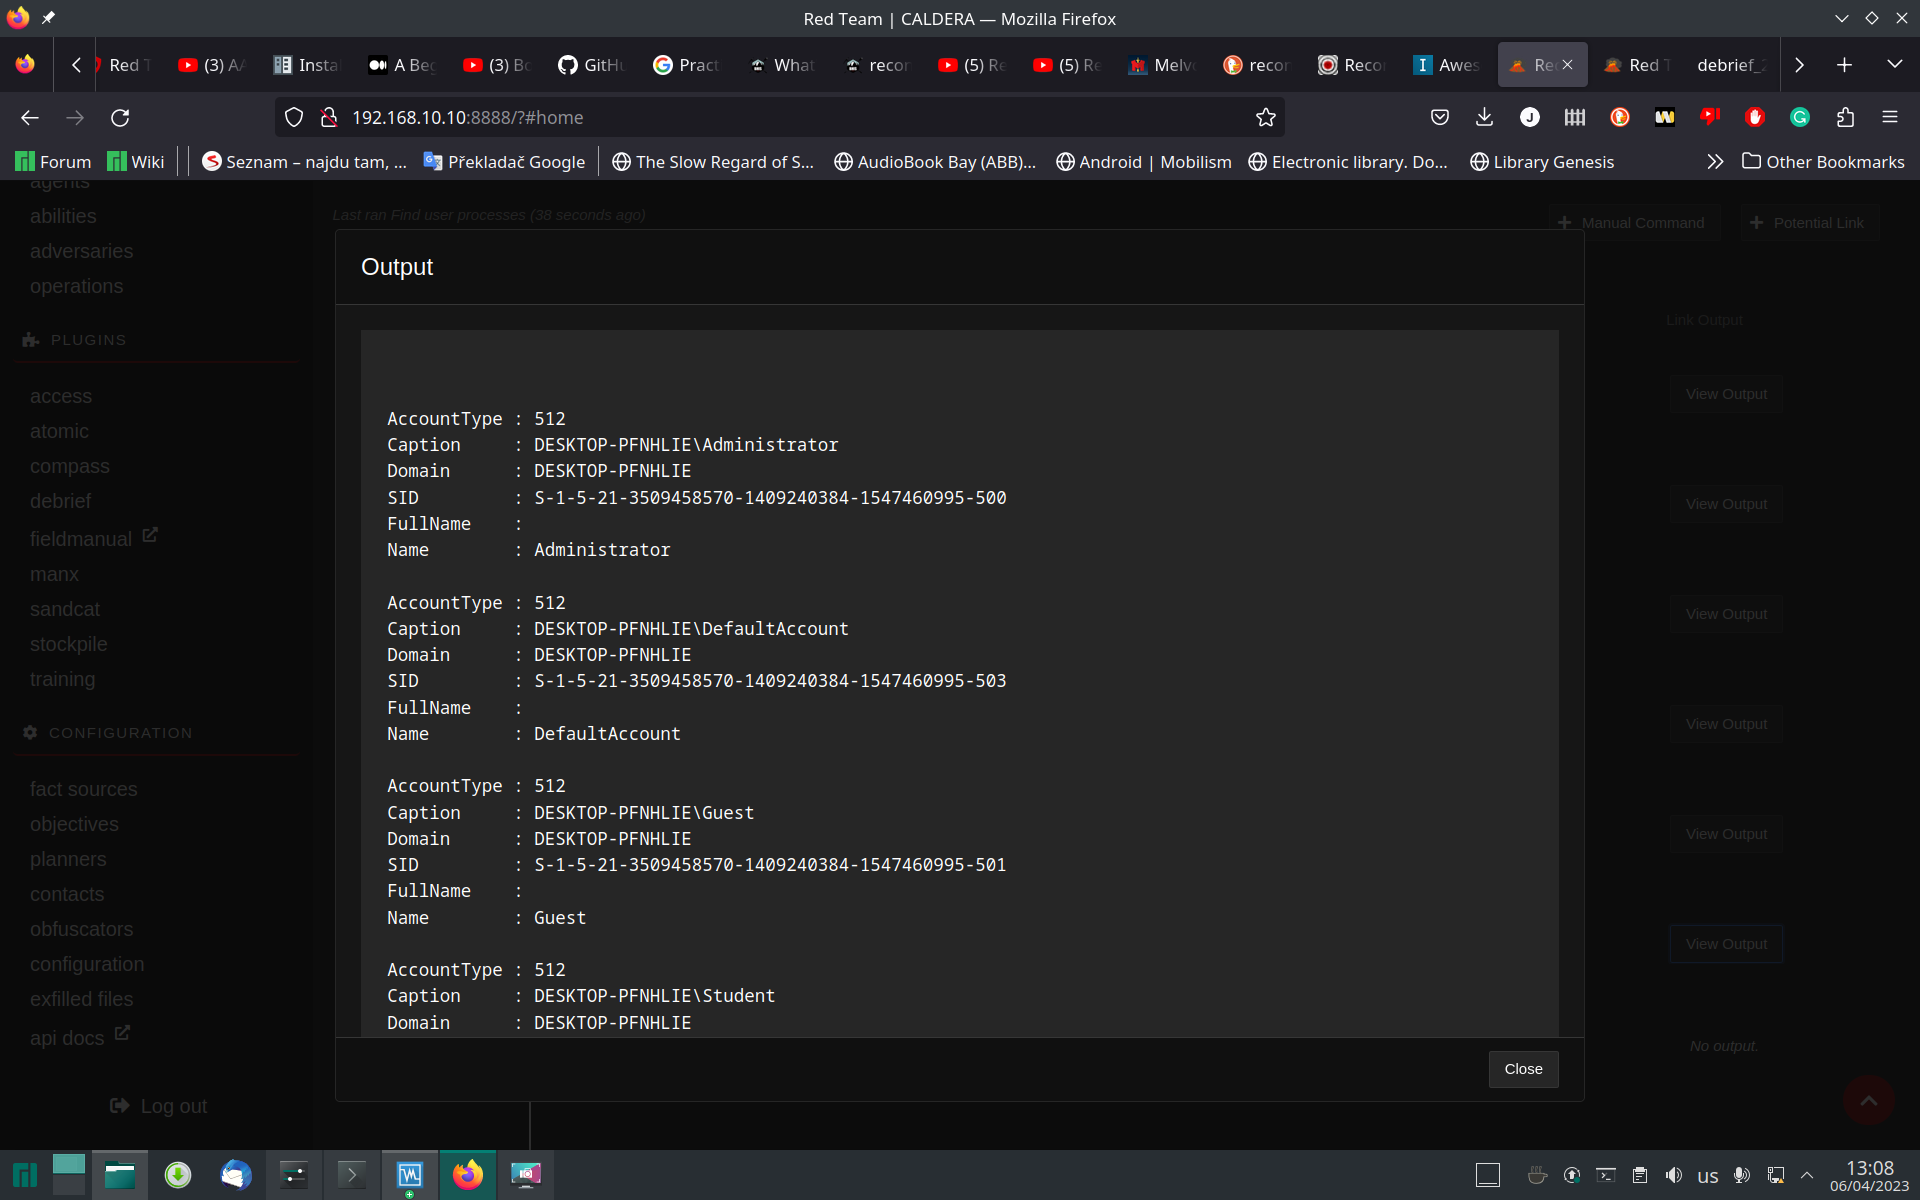 Red Team | CALDERA — Mozilla Firefox
Red T
(3) AA
Insta
A Beg
(3) Bo
GitHu
Pract
What
recor
(5) Re
(5) Re
Melvo
recor
Recor
Awes
Rec
Red T
debrief_2
192.168.10.10:8888/?#home
Forum
Wiki
Seznam – najdu tam, ...
Překladač Google
The Slow Regard of S...
AudioBook Bay (ABB)...
Android | Mobilism
Electronic library. Do...
Library Genesis
Other Bookmarks
agents
abilities
adversaries
operations
PLUGINS
access
atomic
compass
debrief
fieldmanual
manx
sandcat
stockpile
training
CONFIGURATION
fact sources
objectives
planners
contacts
obfuscators
configuration
exfilled files
api docs
Log out
Last ran Find user processes (38 seconds ago)
Manual Command
Potential Link
Output
AccountType : 512
Caption : DESKTOP-PFNHLIE\Administrator
Domain : DESKTOP-PFNHLIE
SID : S-1-5-21-3509458570-1409240384-1547460995-500
FullName :
Name : Administrator
AccountType : 512
Caption : DESKTOP-PFNHLIE\DefaultAccount
Domain : DESKTOP-PFNHLIE
SID : S-1-5-21-3509458570-1409240384-1547460995-503
FullName :
Name : DefaultAccount
AccountType : 512
Caption : DESKTOP-PFNHLIE\Guest
Domain : DESKTOP-PFNHLIE
SID : S-1-5-21-3509458570-1409240384-1547460995-501
FullName :
Name : Guest
AccountType : 512
Caption : DESKTOP-PFNHLIE\Student
Domain : DESKTOP-PFNHLIE
Close
Link Output
View Output
View Output
View Output
View Output
View Output
View Output
No output.
us
13:08
06/04/2023